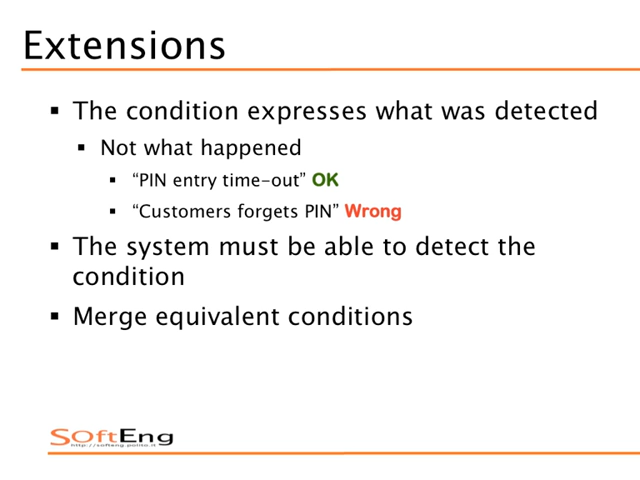 Extensions
▪ The condition expresses what was detected
▪ Not what happened
▪ “PIN entry time-out” OK
▪ “Customers forgets PIN” Wrong
▪ The system must be able to detect the
condition
▪ Merge equivalent conditions
SOftEng
http://softeng.polito.it